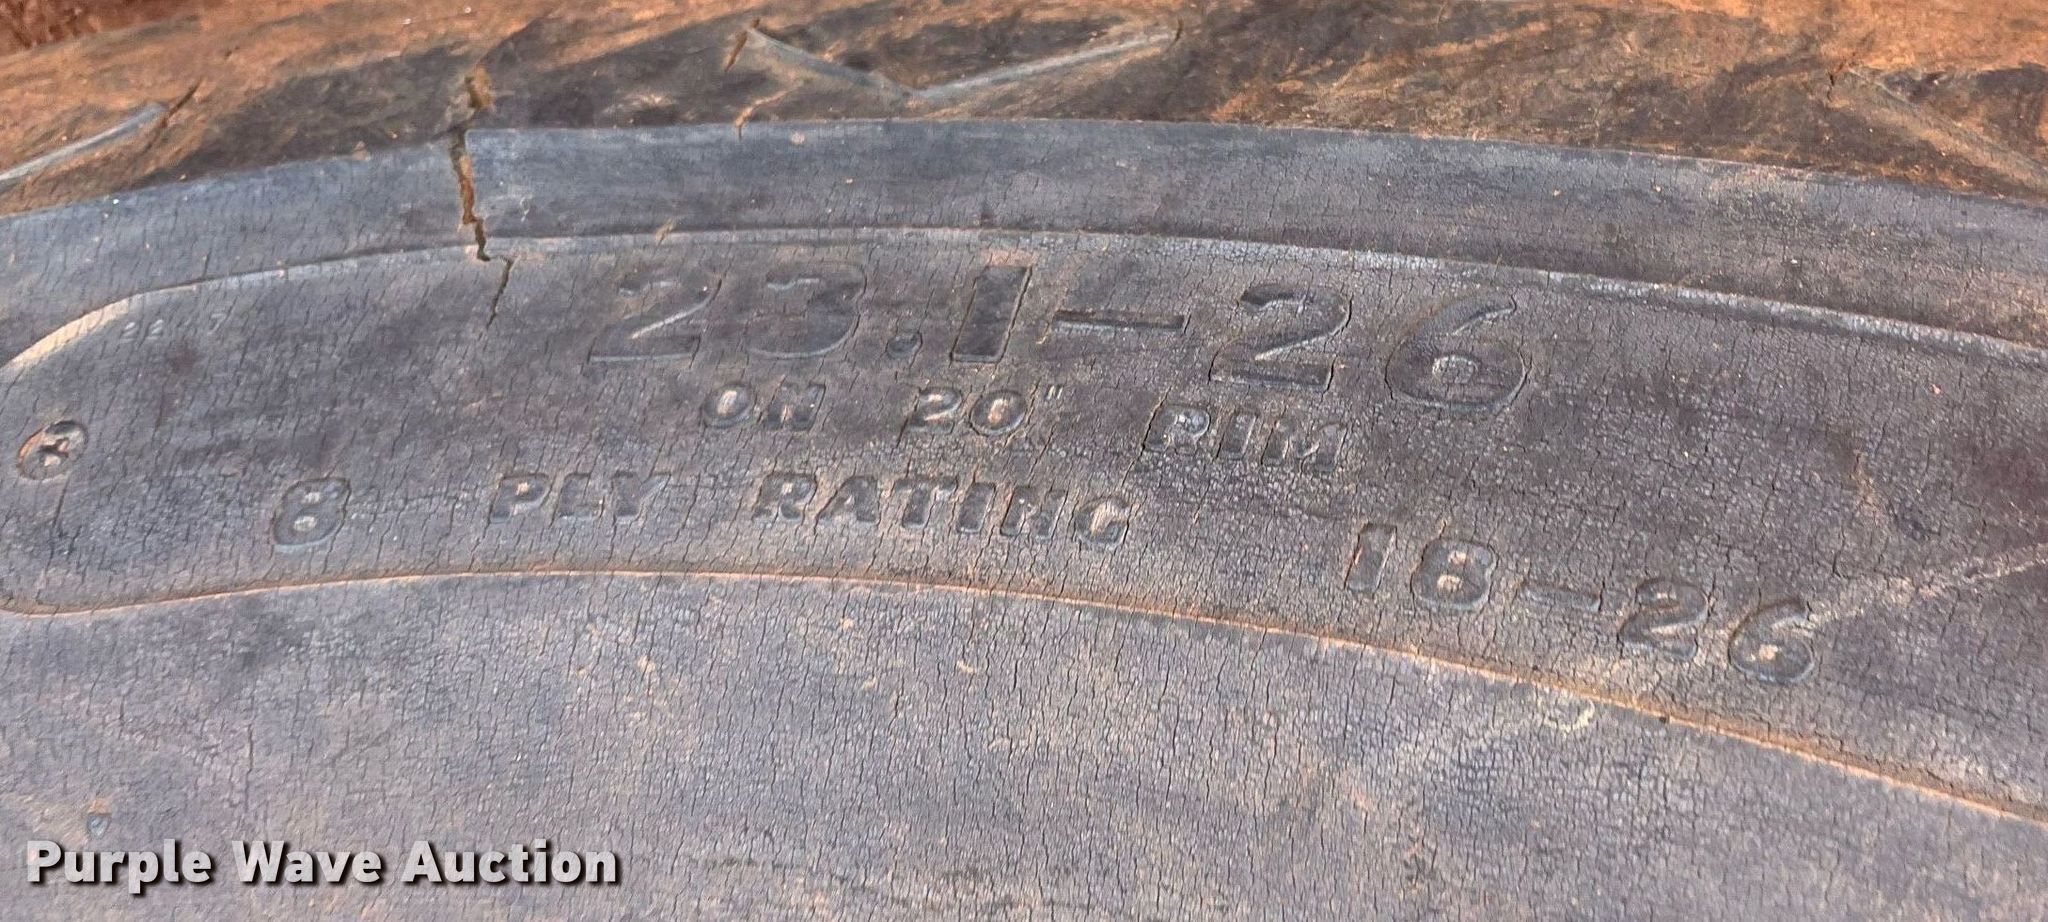 23.1-26
ON 20" RIM
8 PLY RATING 18-26
Purple Wave Auction